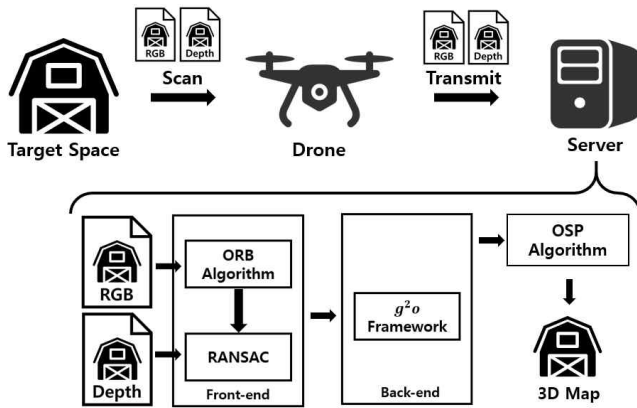 RGB
Depth
Scan
RGB
Depth
Transmit
Target Space
Drone
Server
RGB
Depth
ORB
Algorithm
RANSAC
Front-end
g²o
Framework
Back-end
OSP
Algorithm
3D Map